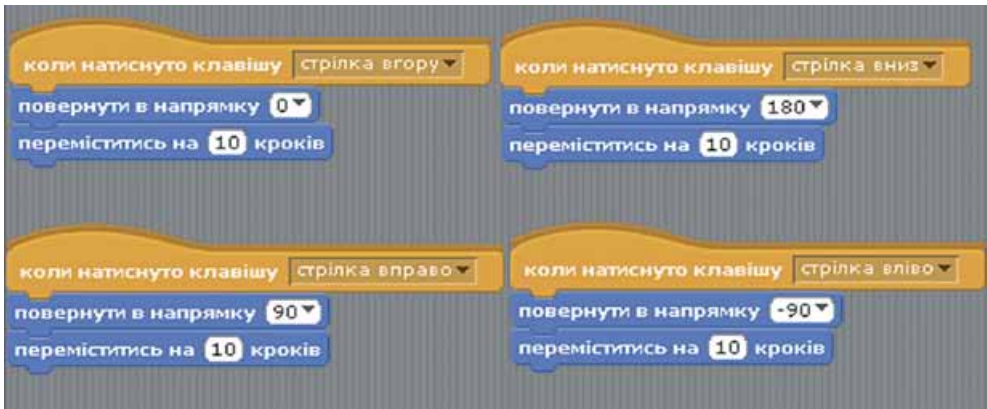 коли натиснуто клавішу стрілка вгору
повернути в напрямку 0
переміститись на 10 кроків
коли натиснуто клавішу стрілка вниз
повернути в напрямку 180
переміститись на 10 кроків
коли натиснуто клавішу стрілка вправо
повернути в напрямку 90
переміститись на 10 кроків
коли натиснуто клавішу стрілка вліво
повернути в напрямку -90
переміститись на 10 кроків